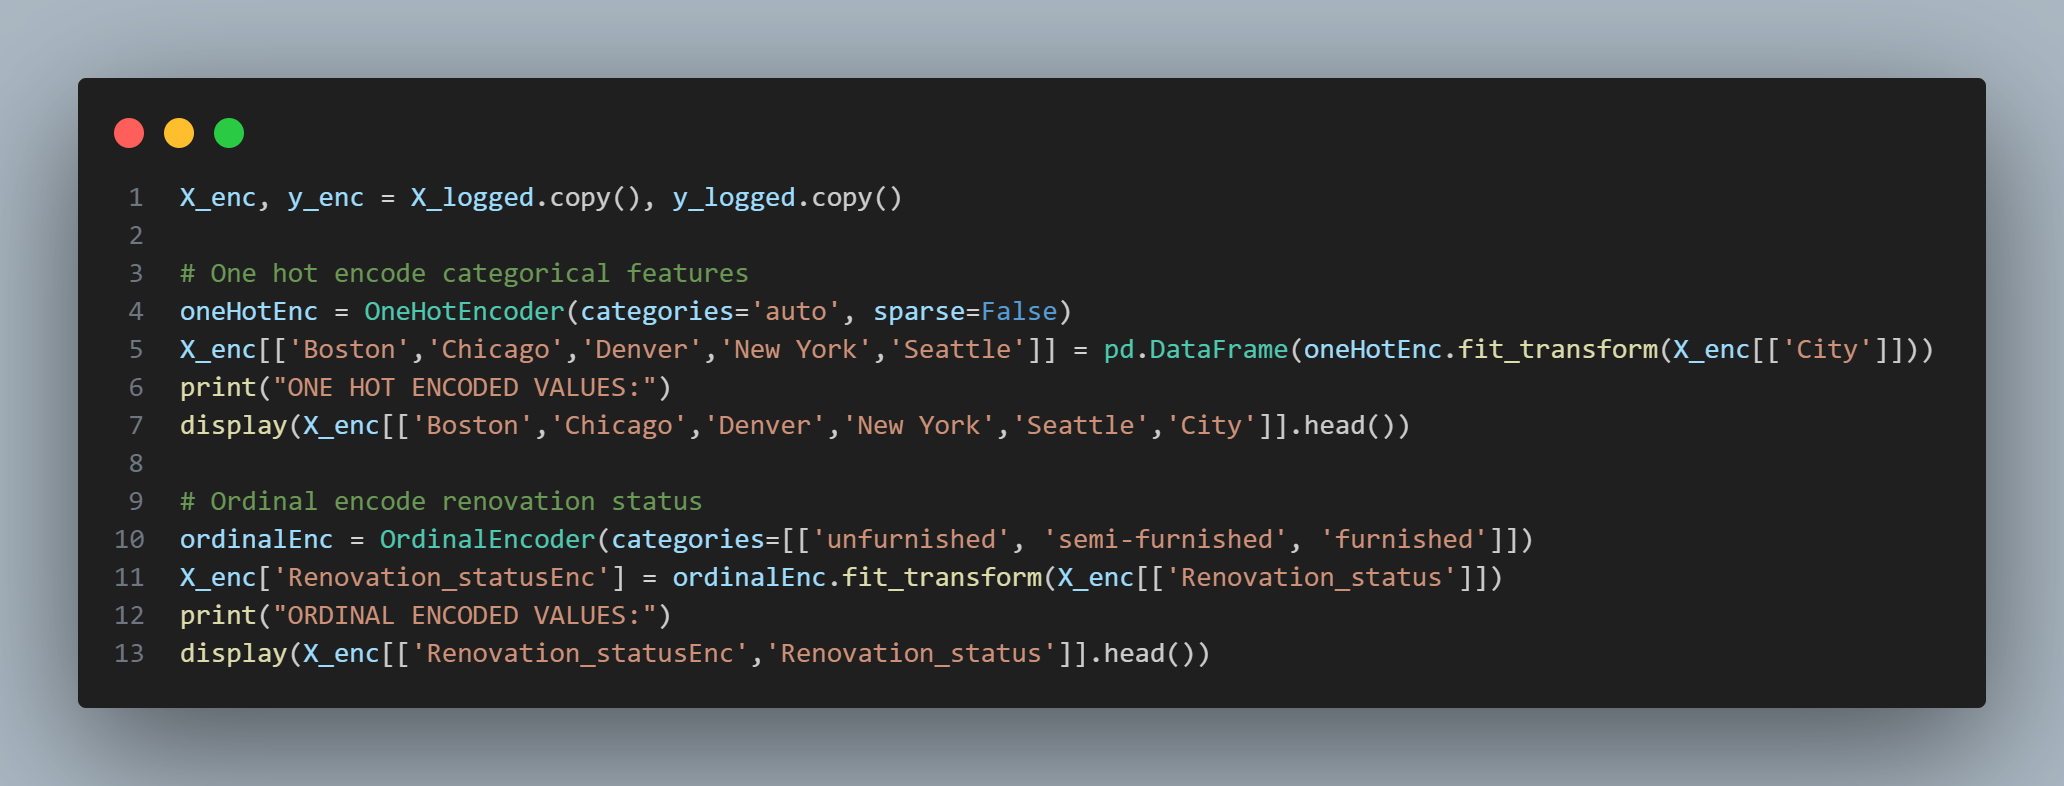 1 X_enc, y_enc = X_logged.copy(), y_logged.copy()
2
3 # One hot encode categorical features
4 oneHotEnc = OneHotEncoder(categories='auto', sparse=False)
5 X_enc[['Boston','Chicago','Denver','New York','Seattle']] = pd.DataFrame(oneHotEnc.fit_transform(X_enc[['City']]))
6 print("ONE HOT ENCODED VALUES:")
7 display(X_enc[['Boston','Chicago','Denver','New York','Seattle','City']].head())
8
9 # Ordinal encode renovation status
10 ordinalEnc = OrdinalEncoder(categories=[['unfurnished', 'semi-furnished', 'furnished']])
11 X_enc['Renovation_statusEnc'] = ordinalEnc.fit_transform(X_enc[['Renovation_status']])
12 print("ORDINAL ENCODED VALUES:")
13 display(X_enc[['Renovation_statusEnc','Renovation_status']].head())